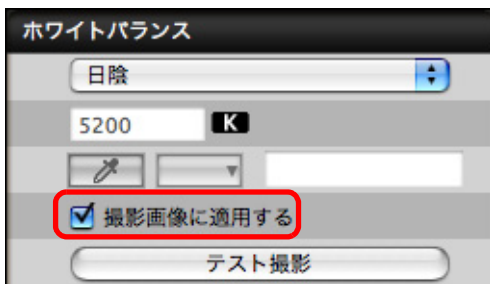 ホワイトバランス
日陰
5200 K
撮影画像に適用する
テスト撮影